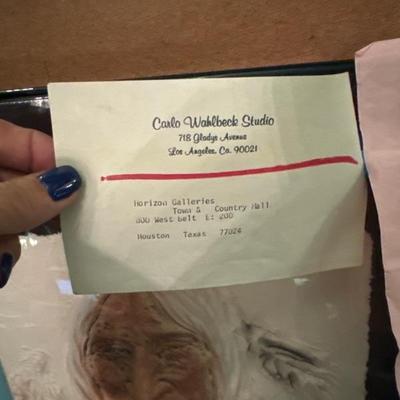 Carlo Wahlbeck Studio
718 Gladys Avenue
Los Angeles, Ca. 90021
Horizon Galleries
Town & Country Mall
800 West Belt E: 200
Houston Texas 77024